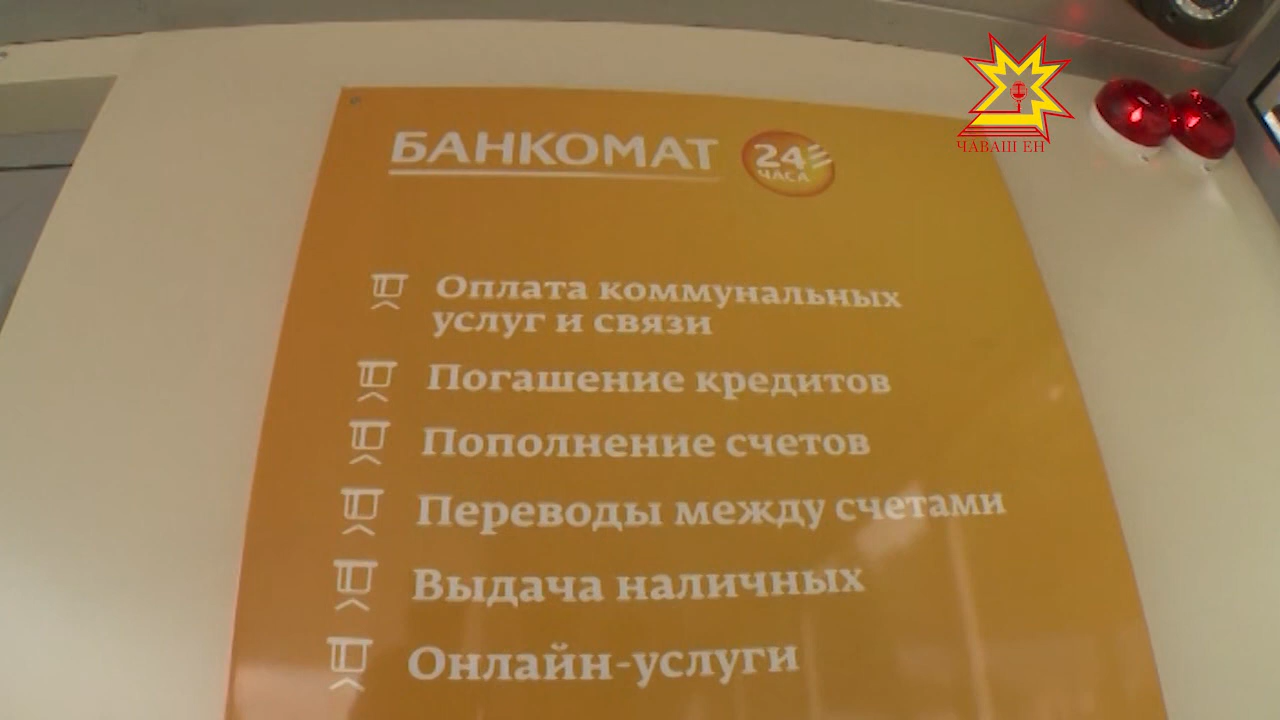 БАНКОМАТ 24 ЧАСА
ЧАВАШ ЕН
Оплата коммунальных
услуг и связи
Погашение кредитов
Пополнение счетов
Переводы между счетами
Выдача наличных
Онлайн-услуги